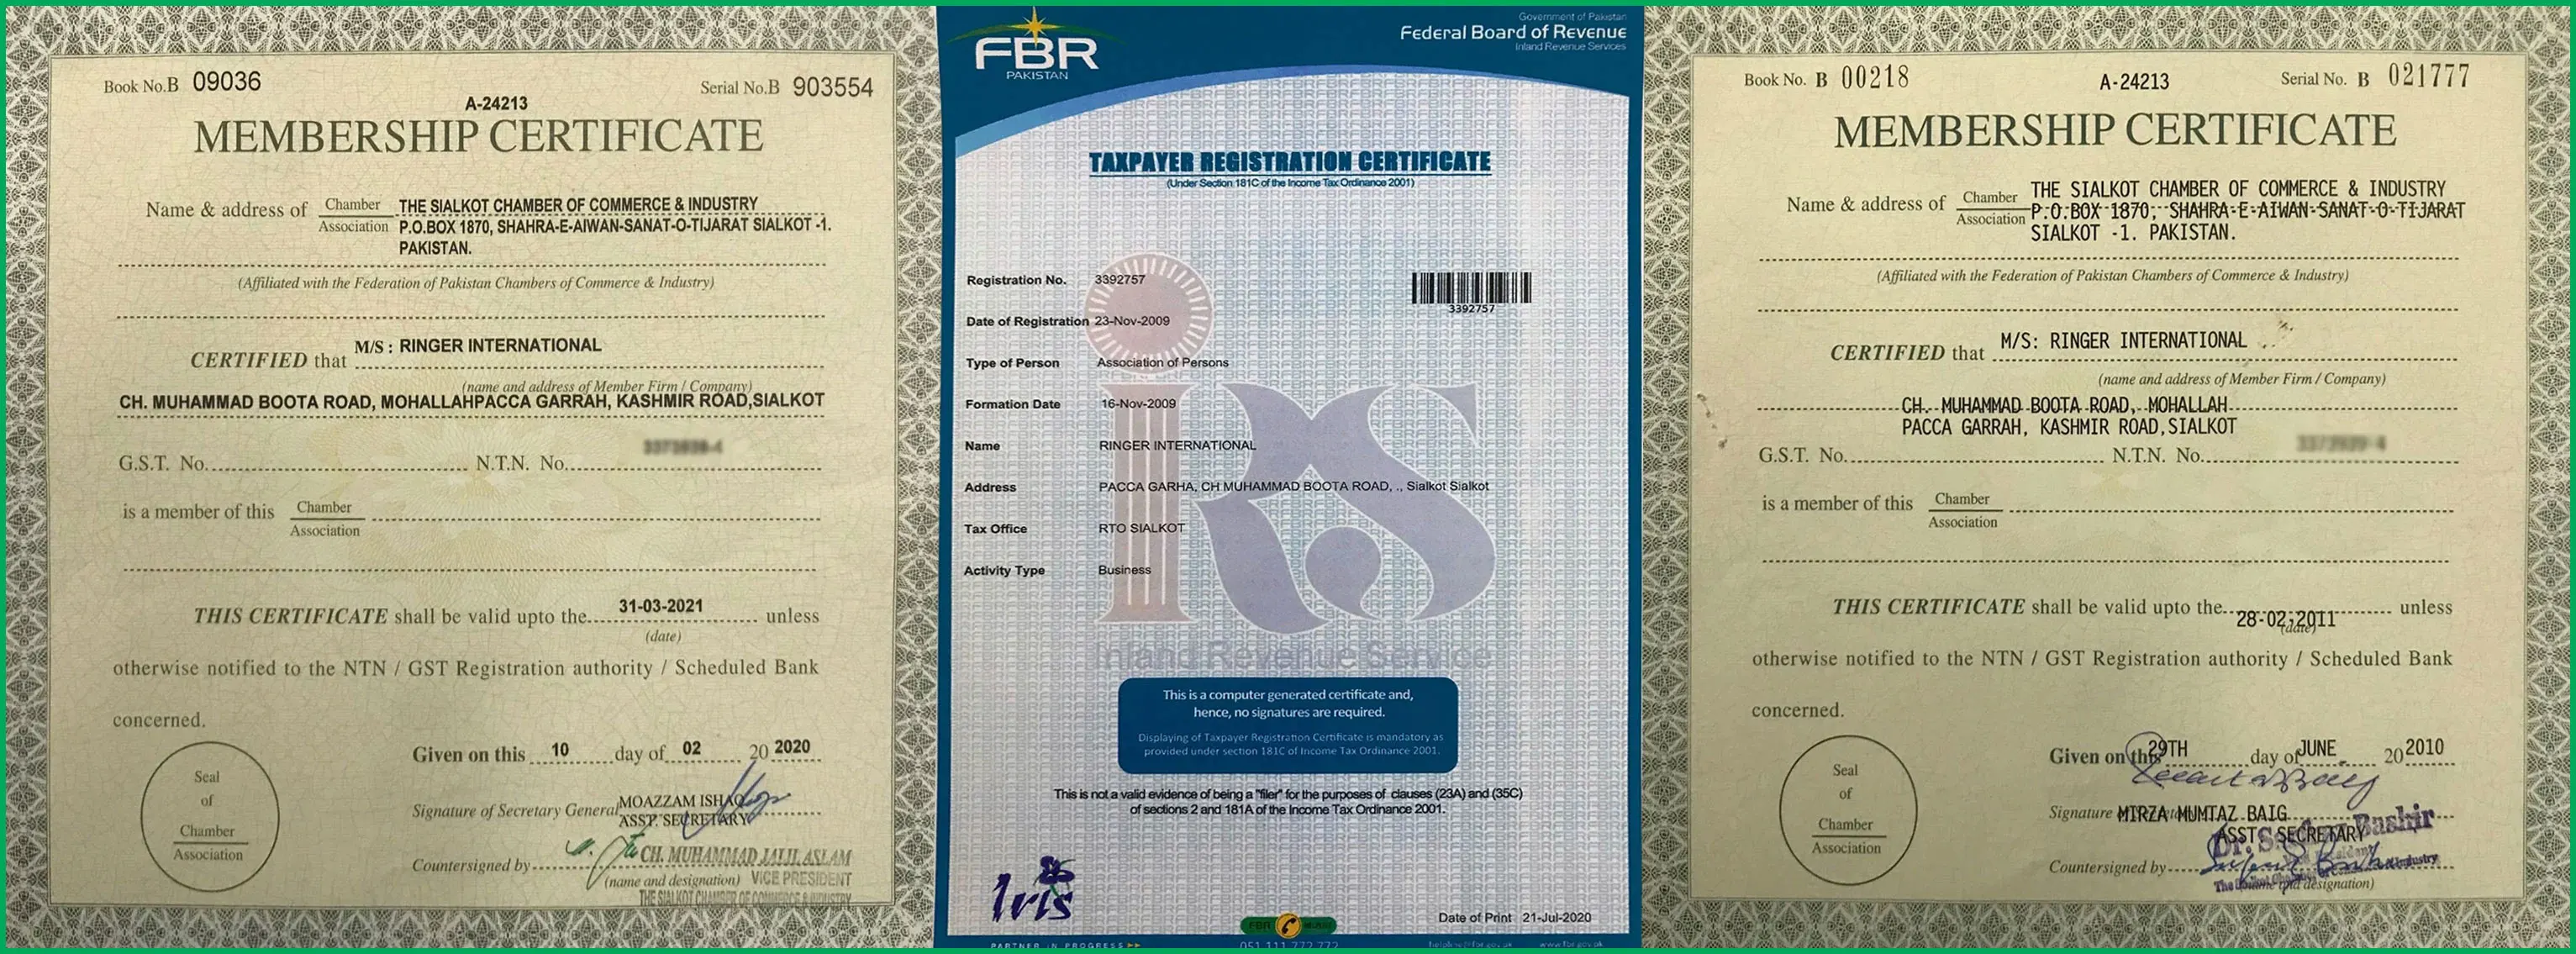 Book No.B 09036
Serial No.B 903554
A-24213
MEMBERSHIP CERTIFICATE
Name & address of Chamber Association THE SIALKOT CHAMBER OF COMMERCE & INDUSTRY
P.O.BOX 1870, SHAHRA-E-AIWAN-SANAT-O-TIJARAT SIALKOT -1.
PAKISTAN.
(Affiliated with the Federation of Pakistan Chambers of Commerce & Industry)
CERTIFIED that M/S : RINGER INTERNATIONAL
(name and address of Member Firm / Company)
CH. MUHAMMAD BOOTA ROAD, MOHALLAHPACCA GARRAH, KASHMIR ROAD,SIALKOT
G.S.T. No. N.T.N. No.
is a member of this Chamber Association
THIS CERTIFICATE shall be valid upto the 31-03-2021 unless
(date)
otherwise notified to the NTN / GST Registration authority / Scheduled Bank
concerned.
Seal
of
Chamber
Association
Given on this 10 day of 02 20 2020
Signature of Secretary General MOAZZAM ISHAQ
ASST. SECRETARY
Countersigned by CH. MUHAMMAD JALIL ASLAM
(name and designation) VICE PRESIDENT
THE SIALKOT CHAMBER OF COMMERCE & INDUSTRY
FBR
PAKISTAN
Government of Pakistan
Federal Board of Revenue
Inland Revenue Services
TAXPAYER REGISTRATION CERTIFICATE
(Under Section 181C of the Income Tax Ordinance 2001)
Registration No. 3392757
3392757
Date of Registration 23-Nov-2009
Type of Person Association of Persons
Formation Date 16-Nov-2009
Name RINGER INTERNATIONAL
Address PACCA GARHA, CH MUHAMMAD BOOTA ROAD, ., Sialkot Sialkot
Tax Office RTO SIALKOT
Activity Type Business
IRS
Inland Revenue Service
This is a computer generated certificate and,
hence, no signatures are required.
Displaying of Taxpayer Registration Certificate is mandatory as
provided under section 181C of Income Tax Ordinance 2001.
This is not a valid evidence of being a "filer" for the purposes of clauses (23A) and (35C)
of sections 2 and 181A of the Income Tax Ordinance 2001.
Iris
Date of Print 21-Jul-2020
PARTNER IN PROGRESS
FBR
051 111 772 772
www.fbr.gov.pk
Book No. B 00218
A-24213
Serial No. B 021777
MEMBERSHIP CERTIFICATE
Name & address of Chamber Association THE SIALKOT CHAMBER OF COMMERCE & INDUSTRY
P.O.BOX 1870, SHAHRA-E-AIWAN-SANAT-O-TIJARAT
SIALKOT -1. PAKISTAN.
(Affiliated with the Federation of Pakistan Chambers of Commerce & Industry)
CERTIFIED that M/S: RINGER INTERNATIONAL
(name and address of Member Firm / Company)
CH. MUHAMMAD BOOTA ROAD, MOHALLAH
PACCA GARRAH, KASHMIR ROAD,SIALKOT
G.S.T. No. N.T.N. No.
is a member of this Chamber Association
THIS CERTIFICATE shall be valid upto the 28-02-2011 unless
(date)
otherwise notified to the NTN / GST Registration authority / Scheduled Bank
concerned.
Seal
of
Chamber
Association
Given on this 29TH day of JUNE 20 2010
Signature MIRZA MUMTAZ BAIG
ASSTT SECRETARY
Countersigned by
designation)